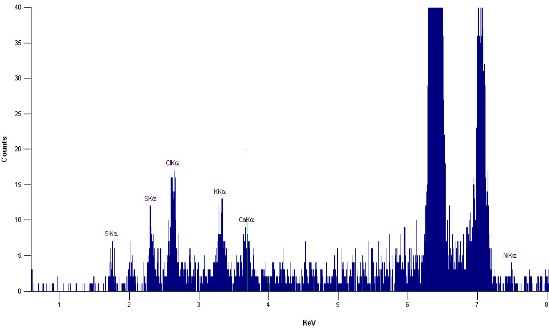 40
35
30
25
20
15
10
5
0
Counts
SiKα
SKα
ClKα
KKα
CaKα
NiKα
1 2 3 4 5 6 7 8
KeV